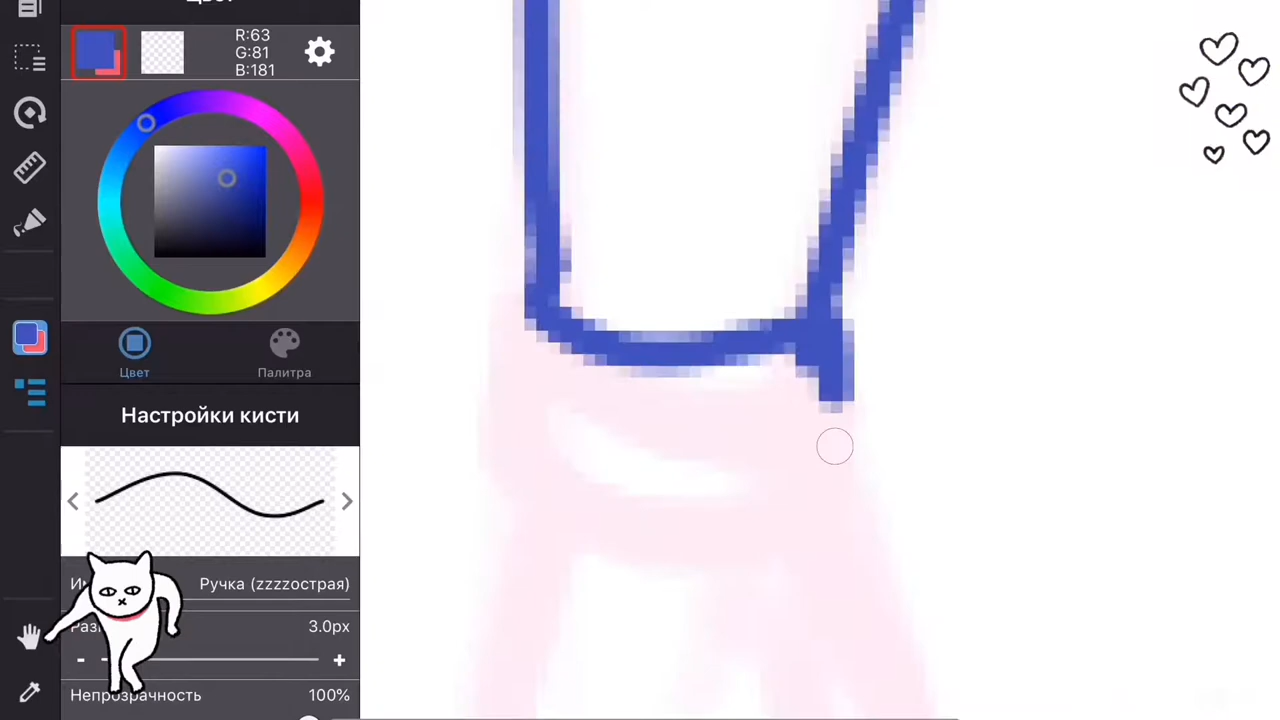 R:63
G:81
B:181
Цвет
Палитра
Настройки кисти
Ручка (zzzzострая)
3.0px
-
+
Непрозрачность
100%